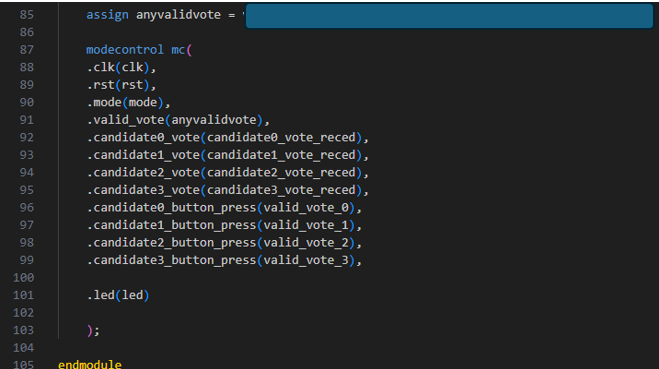 85 assign anyvalidvote =
86
87 modecontrol mc(
88 .clk(clk),
89 .rst(rst),
90 .mode(mode),
91 .valid_vote(anyvalidvote),
92 .candidate0_vote(candidate0_vote_reced),
93 .candidate1_vote(candidate1_vote_reced),
94 .candidate2_vote(candidate2_vote_reced),
95 .candidate3_vote(candidate3_vote_reced),
96 .candidate0_button_press(valid_vote_0),
97 .candidate1_button_press(valid_vote_1),
98 .candidate2_button_press(valid_vote_2),
99 .candidate3_button_press(valid_vote_3),
100
101 .led(led)
102
103 );
104
105 endmodule